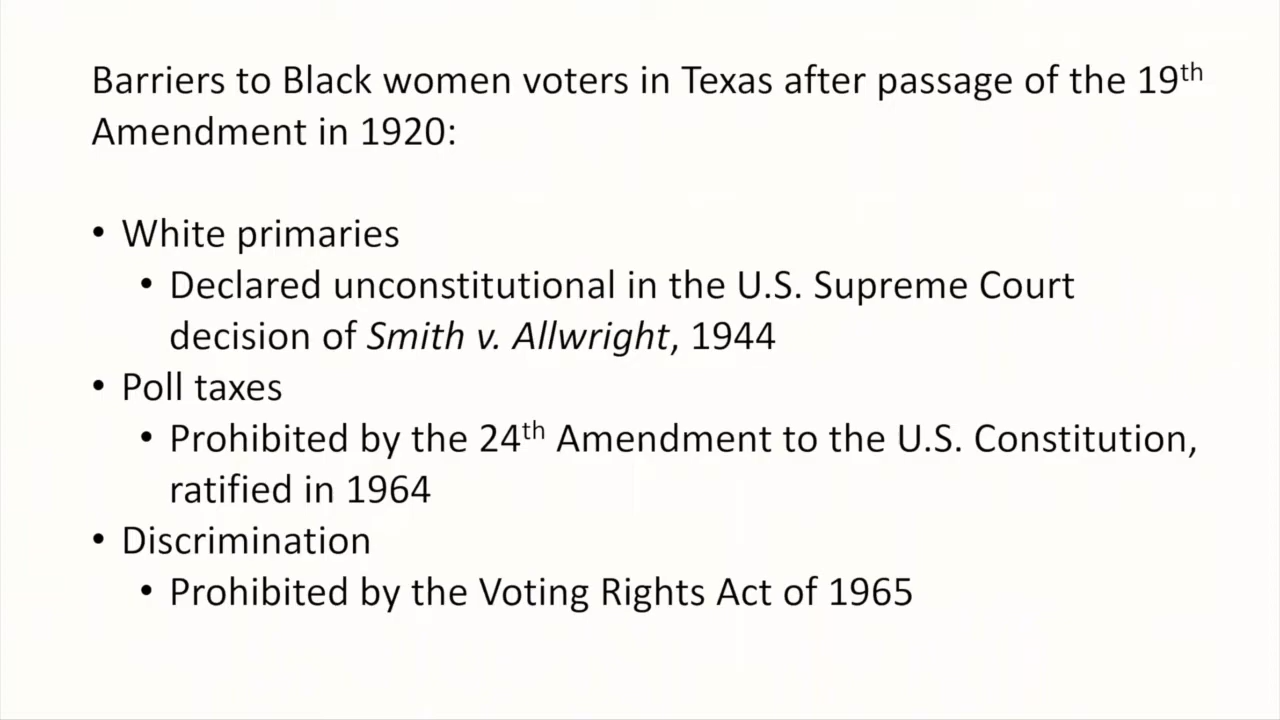 Barriers to Black women voters in Texas after passage of the 19th
Amendment in 1920:
• White primaries
• Declared unconstitutional in the U.S. Supreme Court
decision of Smith v. Allwright, 1944
• Poll taxes
• Prohibited by the 24th Amendment to the U.S. Constitution,
ratified in 1964
• Discrimination
• Prohibited by the Voting Rights Act of 1965